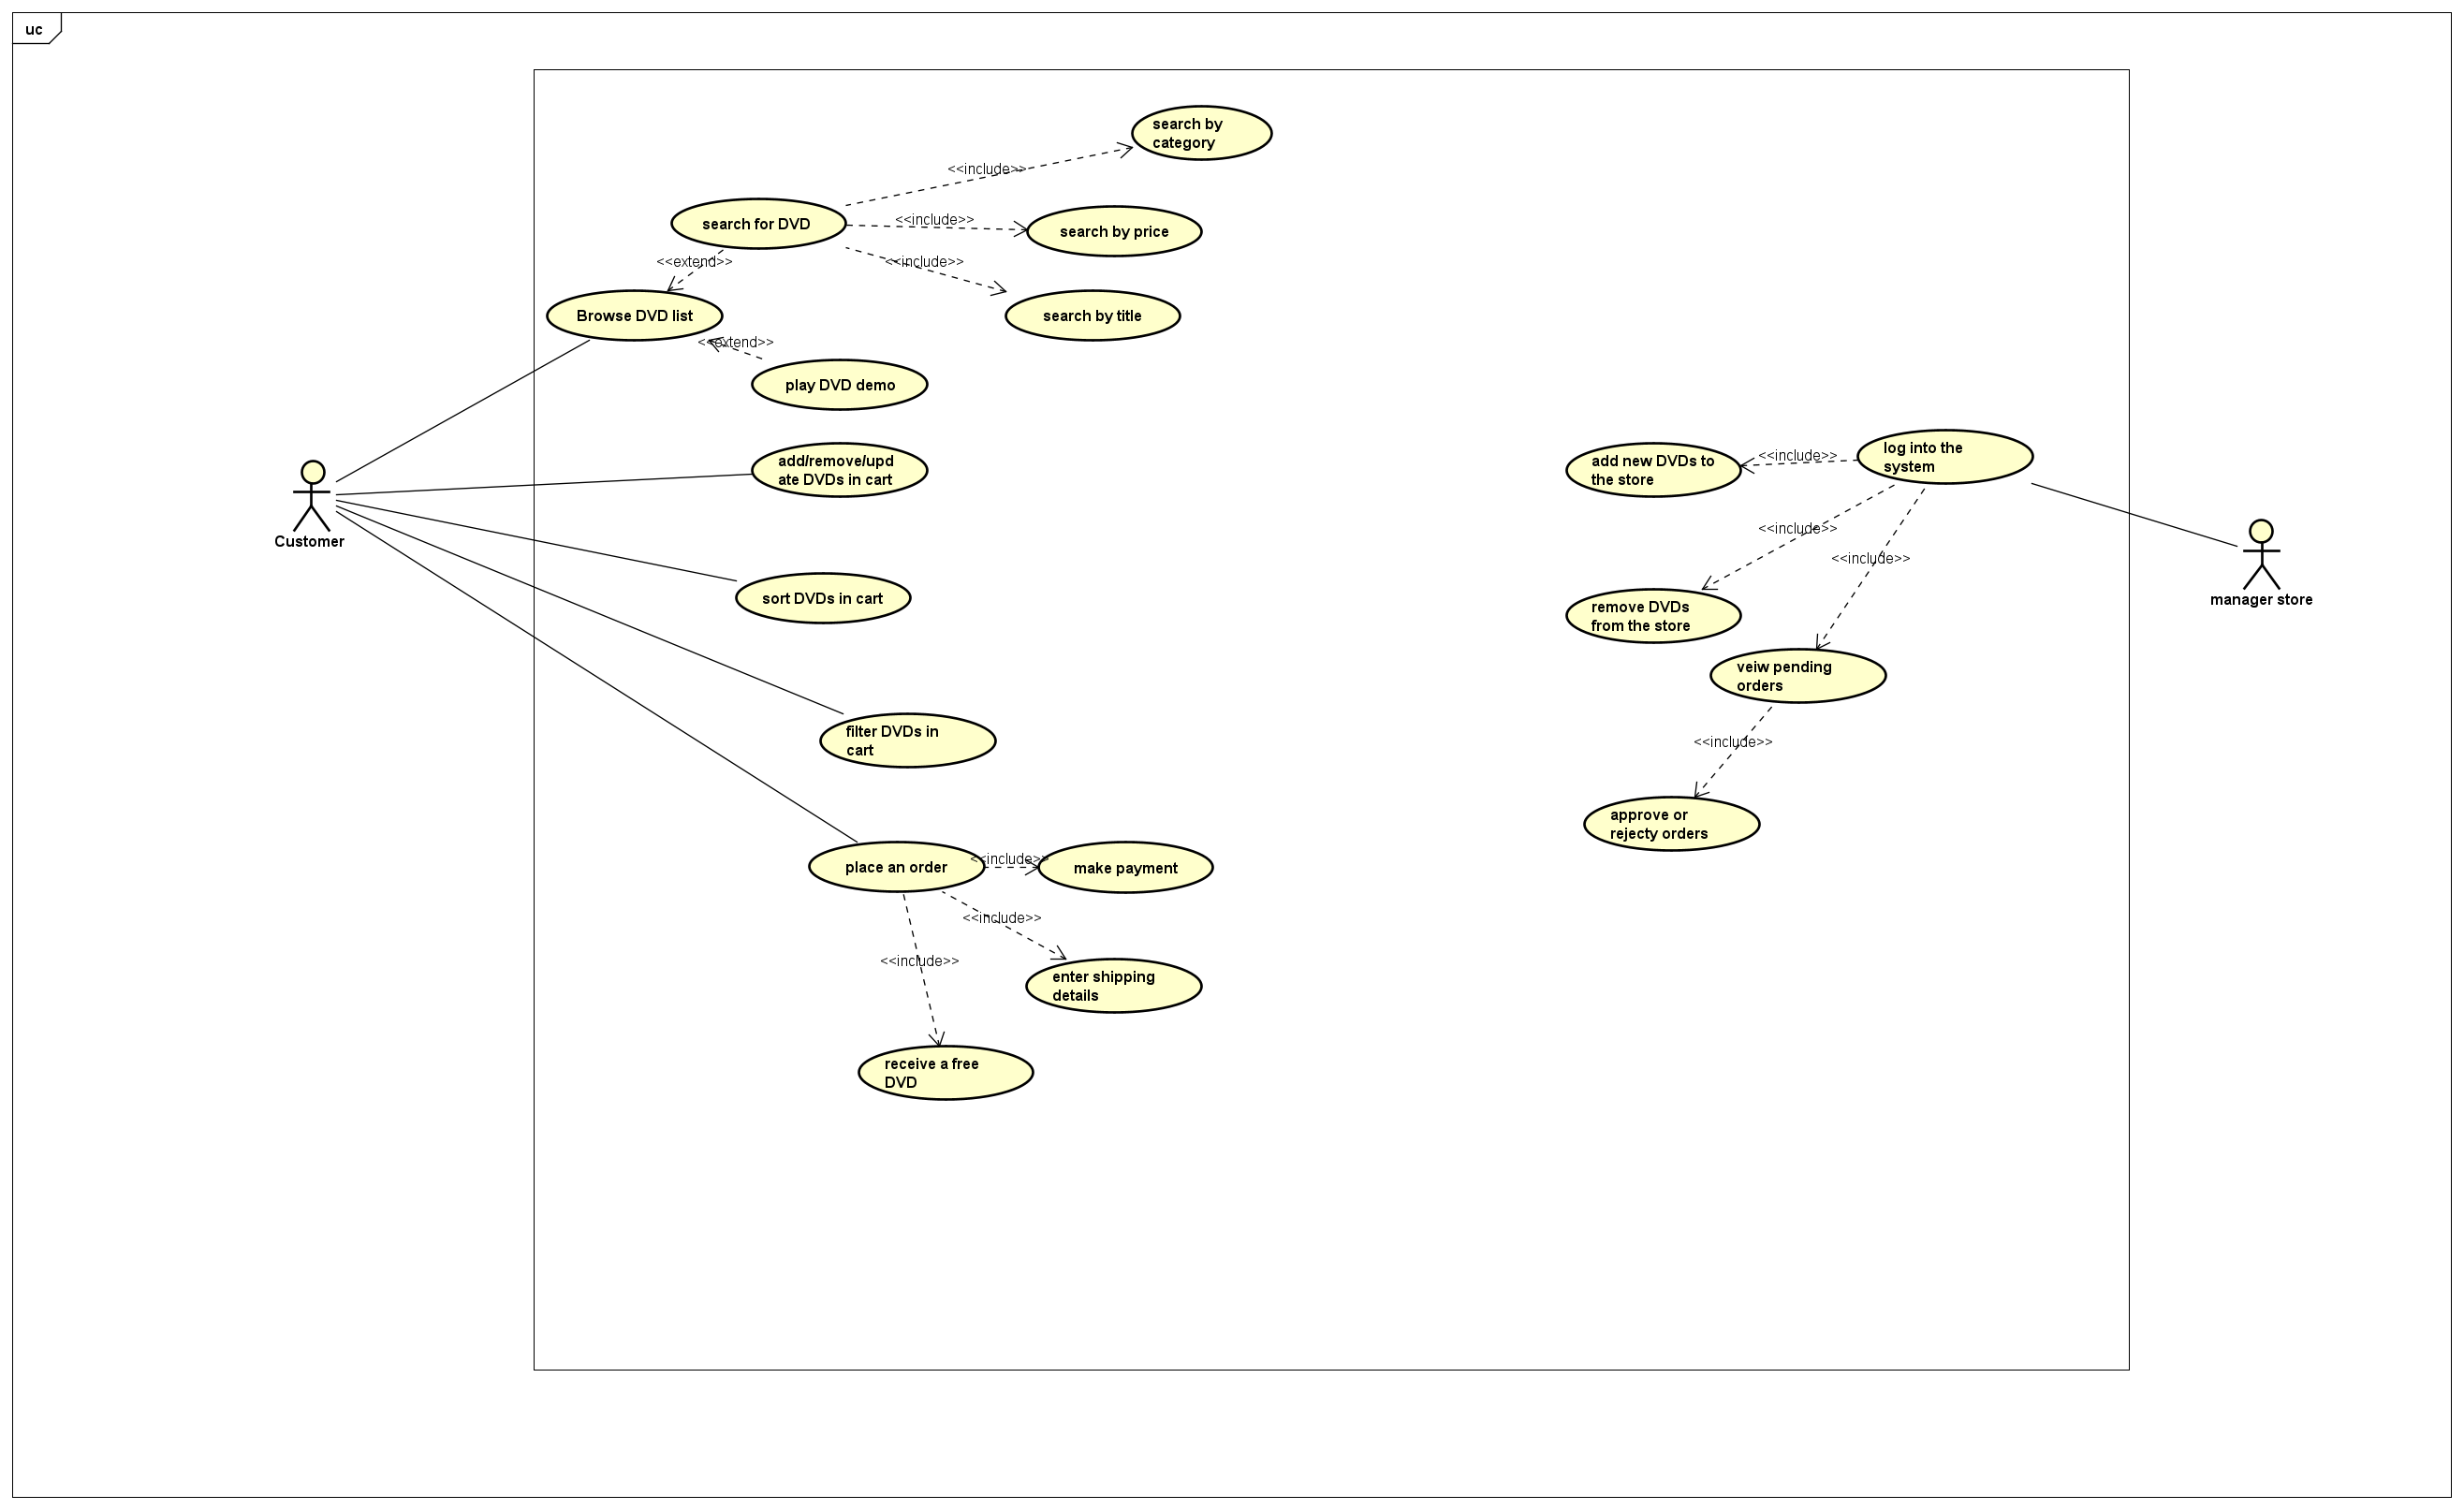 uc
search by
category
<<include>>
search for DVD
<<include>>
search by price
<<extend>>
<<include>>
Browse DVD list
search by title
<<extend>>
play DVD demo
add/remove/upd
ate DVDs in cart
Customer
sort DVDs in cart
filter DVDs in
cart
place an order
<<include>>
make payment
<<include>>
<<include>>
enter shipping
details
receive a free
DVD
add new DVDs to
the store
<<include>>
log into the
system
<<include>>
<<include>>
manager store
remove DVDs
from the store
veiw pending
orders
<<include>>
approve or
rejecty orders